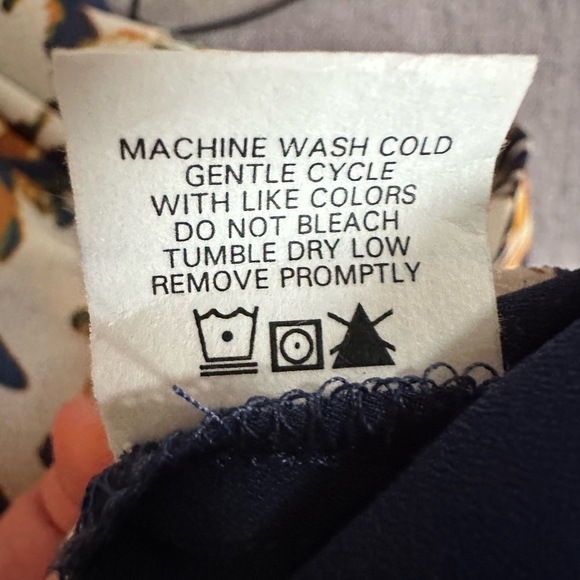 MACHINE WASH COLD
GENTLE CYCLE
WITH LIKE COLORS
DO NOT BLEACH
TUMBLE DRY LOW
REMOVE PROMPTLY